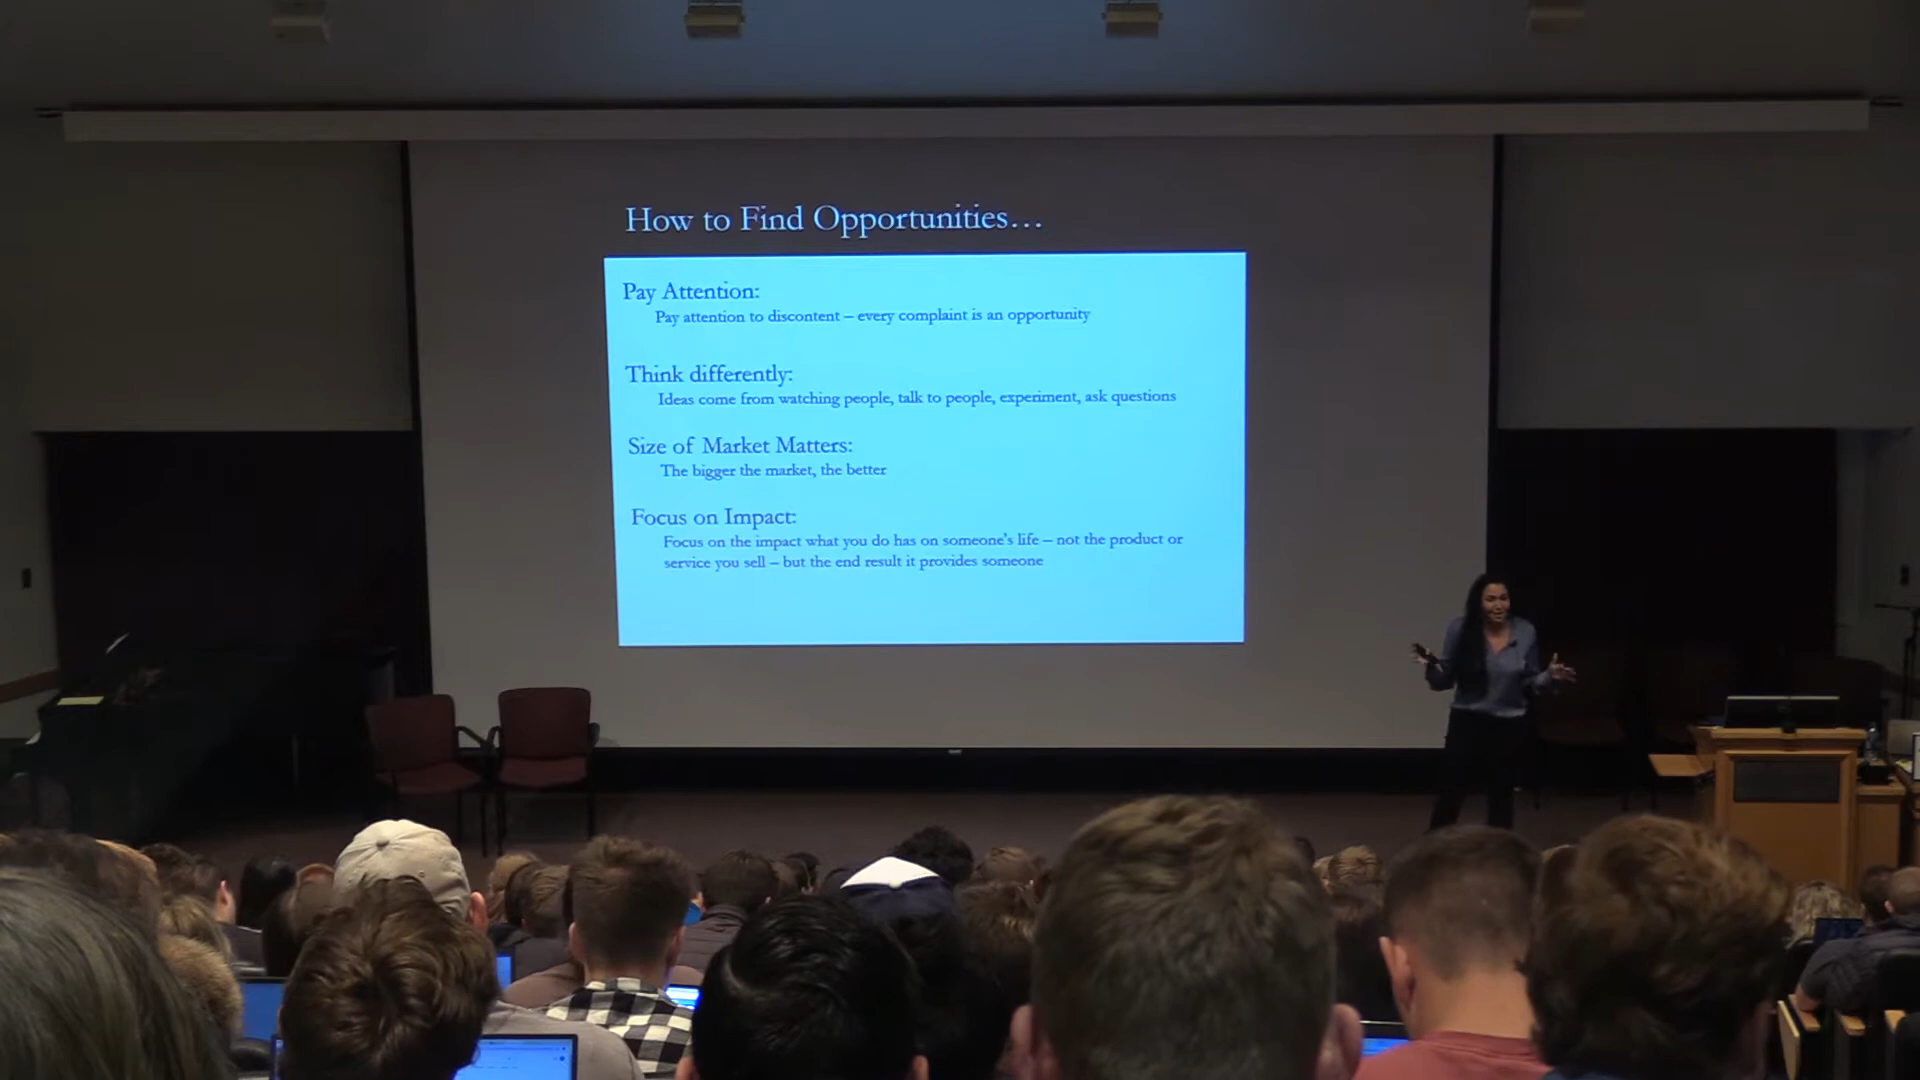 How to Find Opportunities…
Pay Attention:
Pay attention to discontent – every complaint is an opportunity
Think differently:
Ideas come from watching people, talk to people, experiment, ask questions
Size of Market Matters:
The bigger the market, the better
Focus on Impact:
Focus on the impact what you do has on someone's life – not the product or
service you sell – but the end result it provides someone